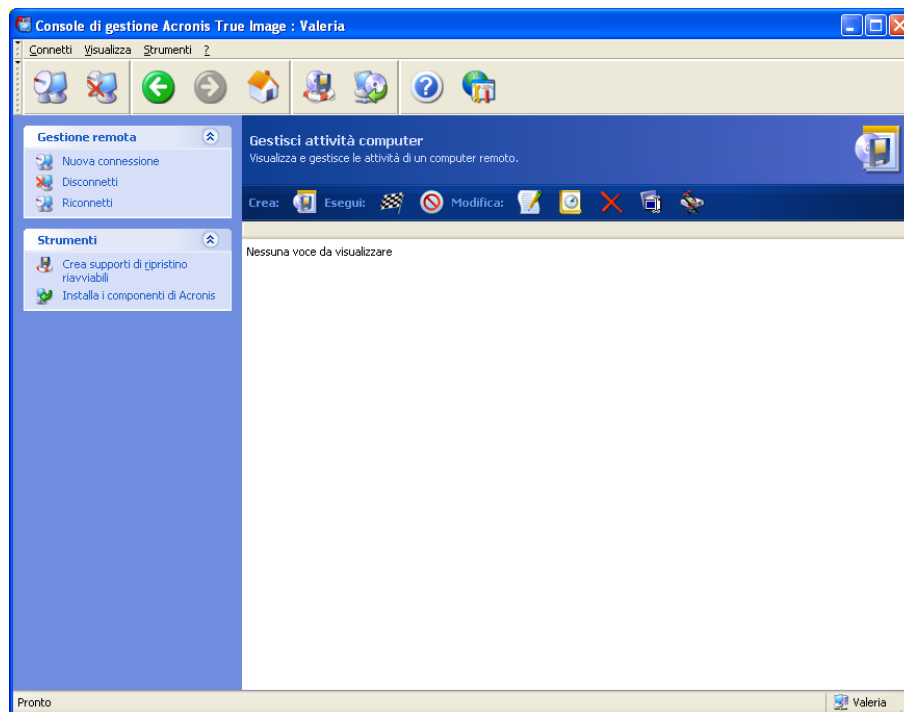 Console di gestione Acronis True Image : Valeria
Connetti Visualizza Strumenti ?
Gestione remota
Nuova connessione
Disconnetti
Riconnetti
Strumenti
Crea supporti di ripristino
riavviabili
Installa i componenti di Acronis
Gestisci attività computer
Visualizza e gestisce le attività di un computer remoto.
Crea: Esegui: Modifica:
Nessuna voce da visualizzare
Pronto
Valeria